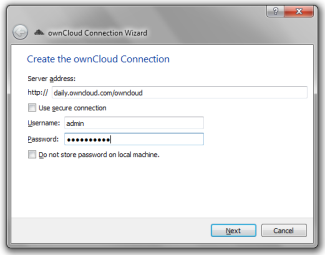 ownCloud Connection Wizard
Create the ownCloud Connection
Server address:
http:// daily.owncloud.com/owncloud
Use secure connection
Username: admin
Password: ●●●●●●●●●●
Do not store password on local machine.
Next Cancel